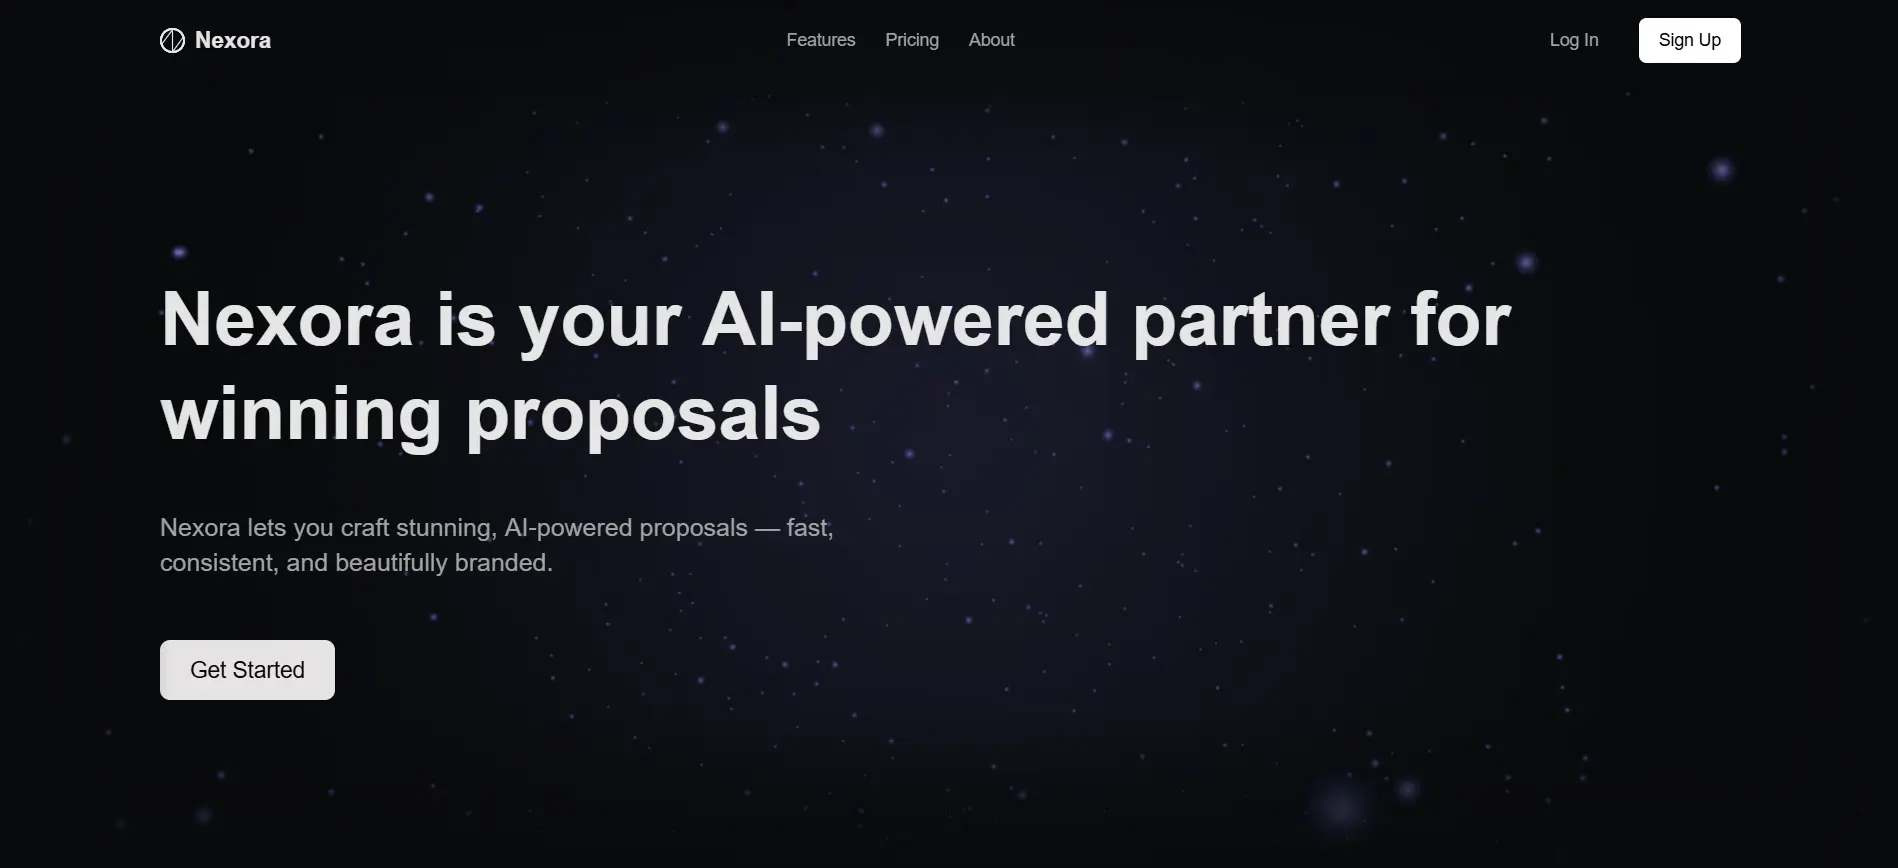 Nexora
Features
Pricing
About
Log In
Sign Up
Nexora is your AI-powered partner for
winning proposals
Nexora lets you craft stunning, AI-powered proposals — fast,
consistent, and beautifully branded.
Get Started